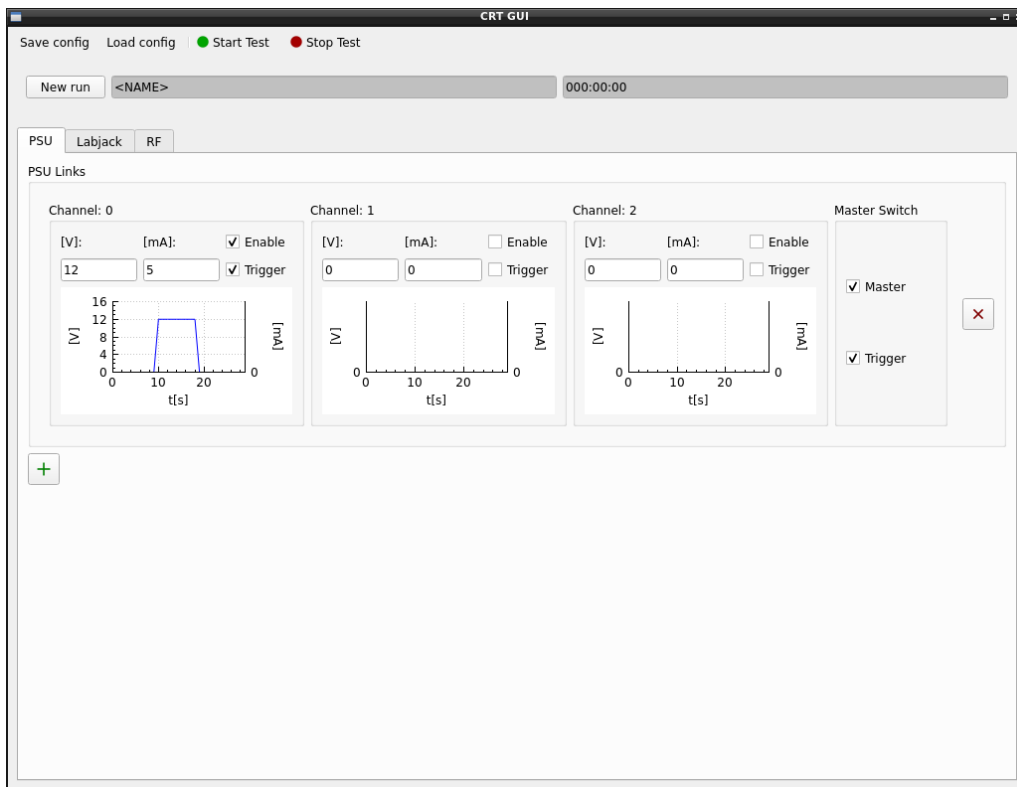 CRT GUI
Save config Load config Start Test Stop Test
New run <NAME> 000:00:00
PSU Labjack RF
PSU Links
Channel: 0 Channel: 1 Channel: 2 Master Switch
[V]: [mA]: Enable [V]: [mA]: Enable [V]: [mA]: Enable
12 5 Trigger 0 0 Trigger 0 0 Trigger
Master
Trigger
[V] 16 12 8 4 0 0 [mA]
0 10 20
t[s]
[V] 0 0 [mA]
0 10 20
t[s]
[V] 0 0 [mA]
0 10 20
t[s]